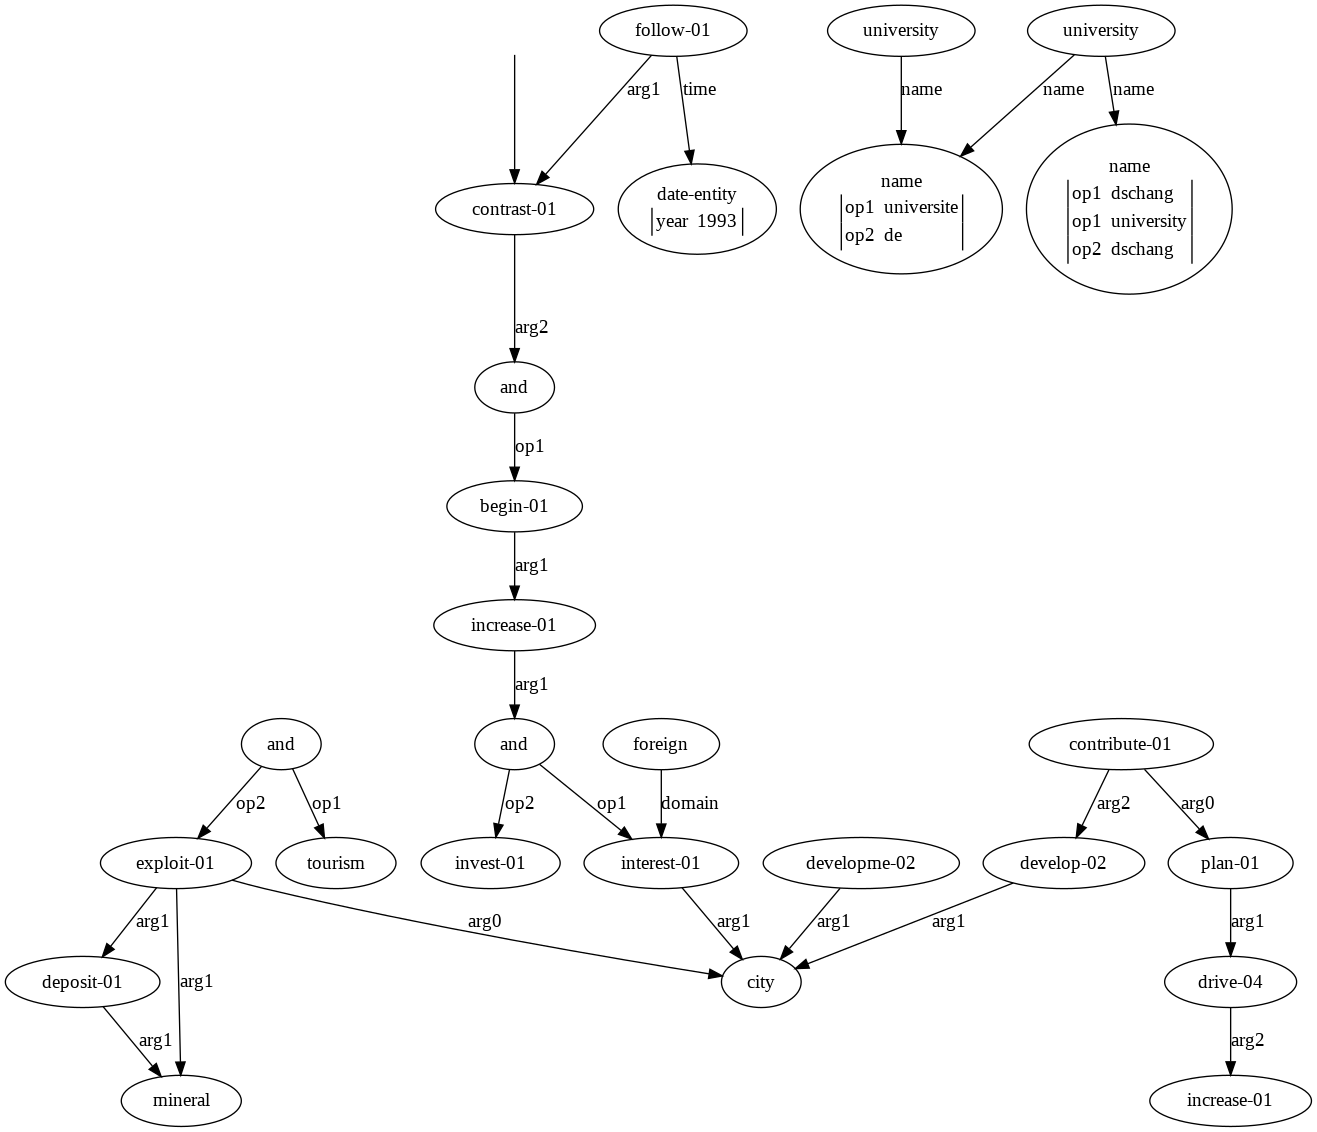 follow-01
university
university
arg1
time
name
name
name
contrast-01
date-entity
year 1993
name
op1 universite
op2 de
name
op1 dschang
op1 university
op2 dschang
arg2
and
op1
begin-01
arg1
increase-01
arg1
and
and
foreign
contribute-01
op2
op1
op2
op1
domain
arg2
arg0
exploit-01
tourism
invest-01
interest-01
developme-02
develop-02
plan-01
arg1
arg0
arg1
arg1
arg1
arg1
deposit-01
arg1
city
drive-04
arg1
arg2
mineral
increase-01